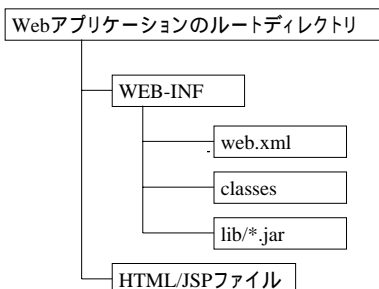 Webアプリケーションのルートディレクトリ
WEB-INF
web.xml
classes
lib/*.jar
HTML/JSPファイル